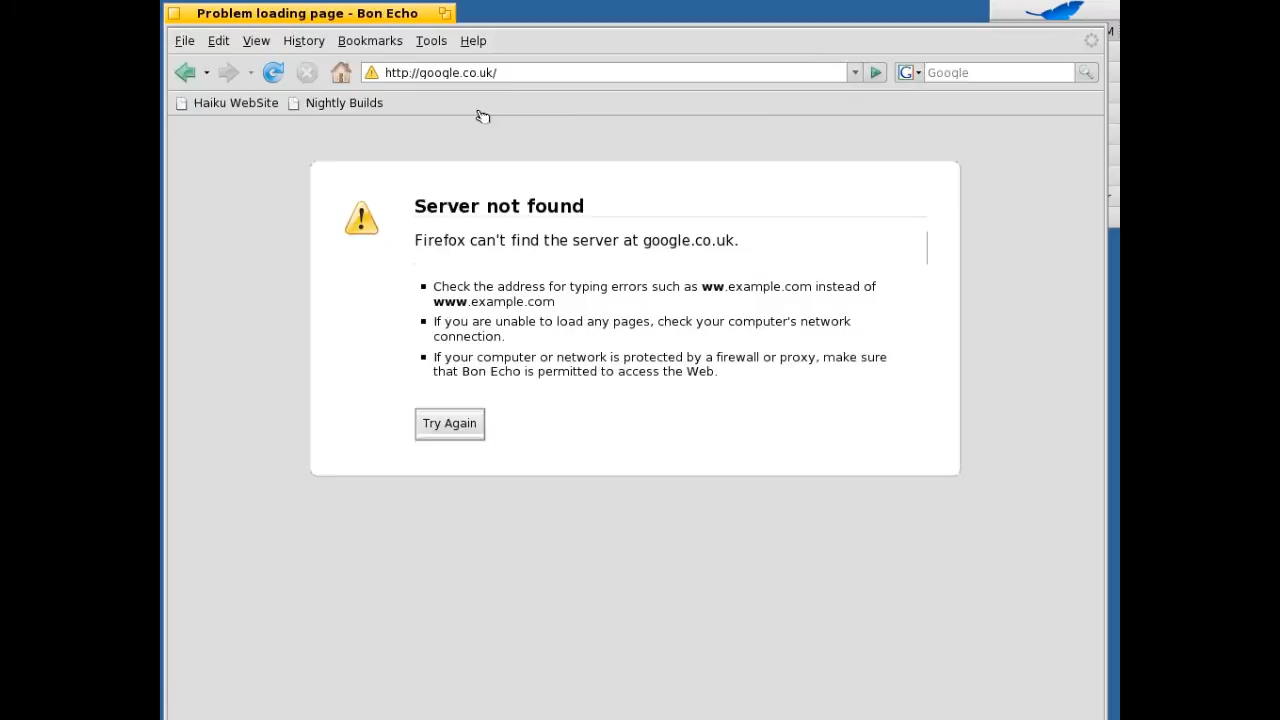 Problem loading page - Bon Echo
File Edit View History Bookmarks Tools Help
http://google.co.uk/ G Google
Haiku WebSite Nightly Builds
Server not found
Firefox can't find the server at google.co.uk.
Check the address for typing errors such as ww.example.com instead of
www.example.com
If you are unable to load any pages, check your computer's network
connection.
If your computer or network is protected by a firewall or proxy, make sure
that Bon Echo is permitted to access the Web.
Try Again